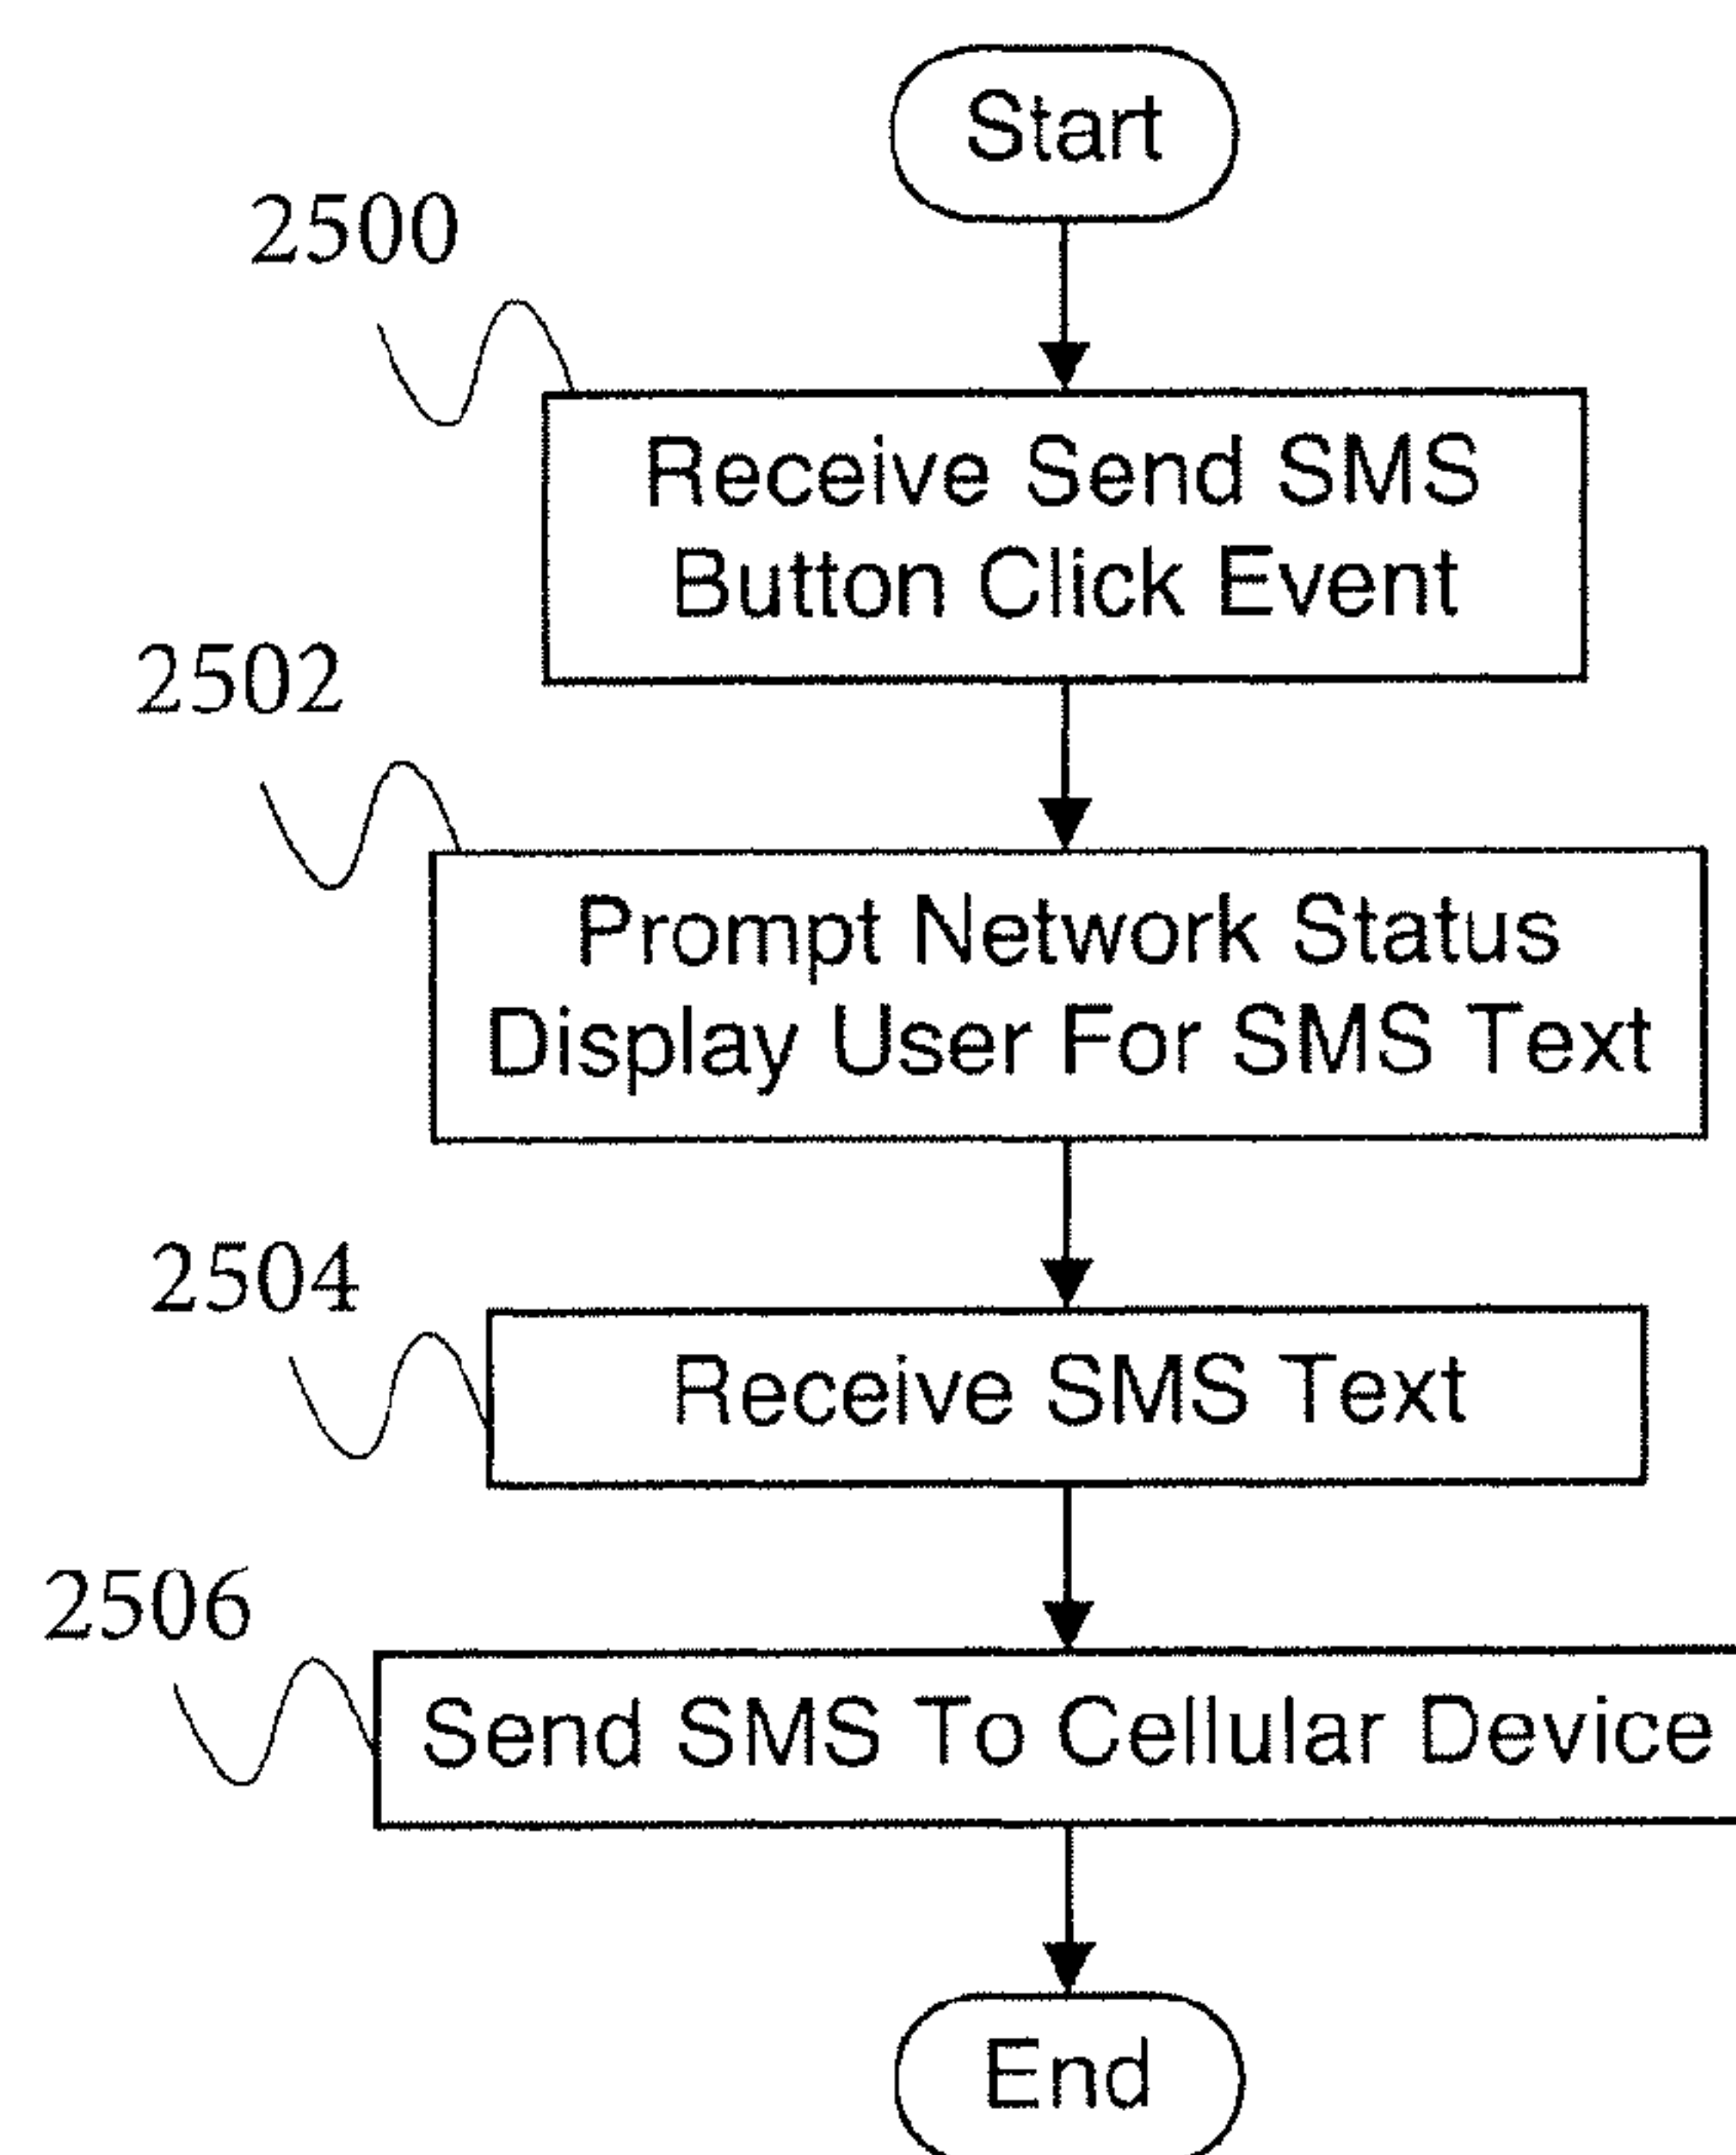 Start
2500
Receive Send SMS
Button Click Event
2502
Prompt Network Status
Display User For SMS Text
2504
Receive SMS Text
2506
Send SMS To Cellular Device
End